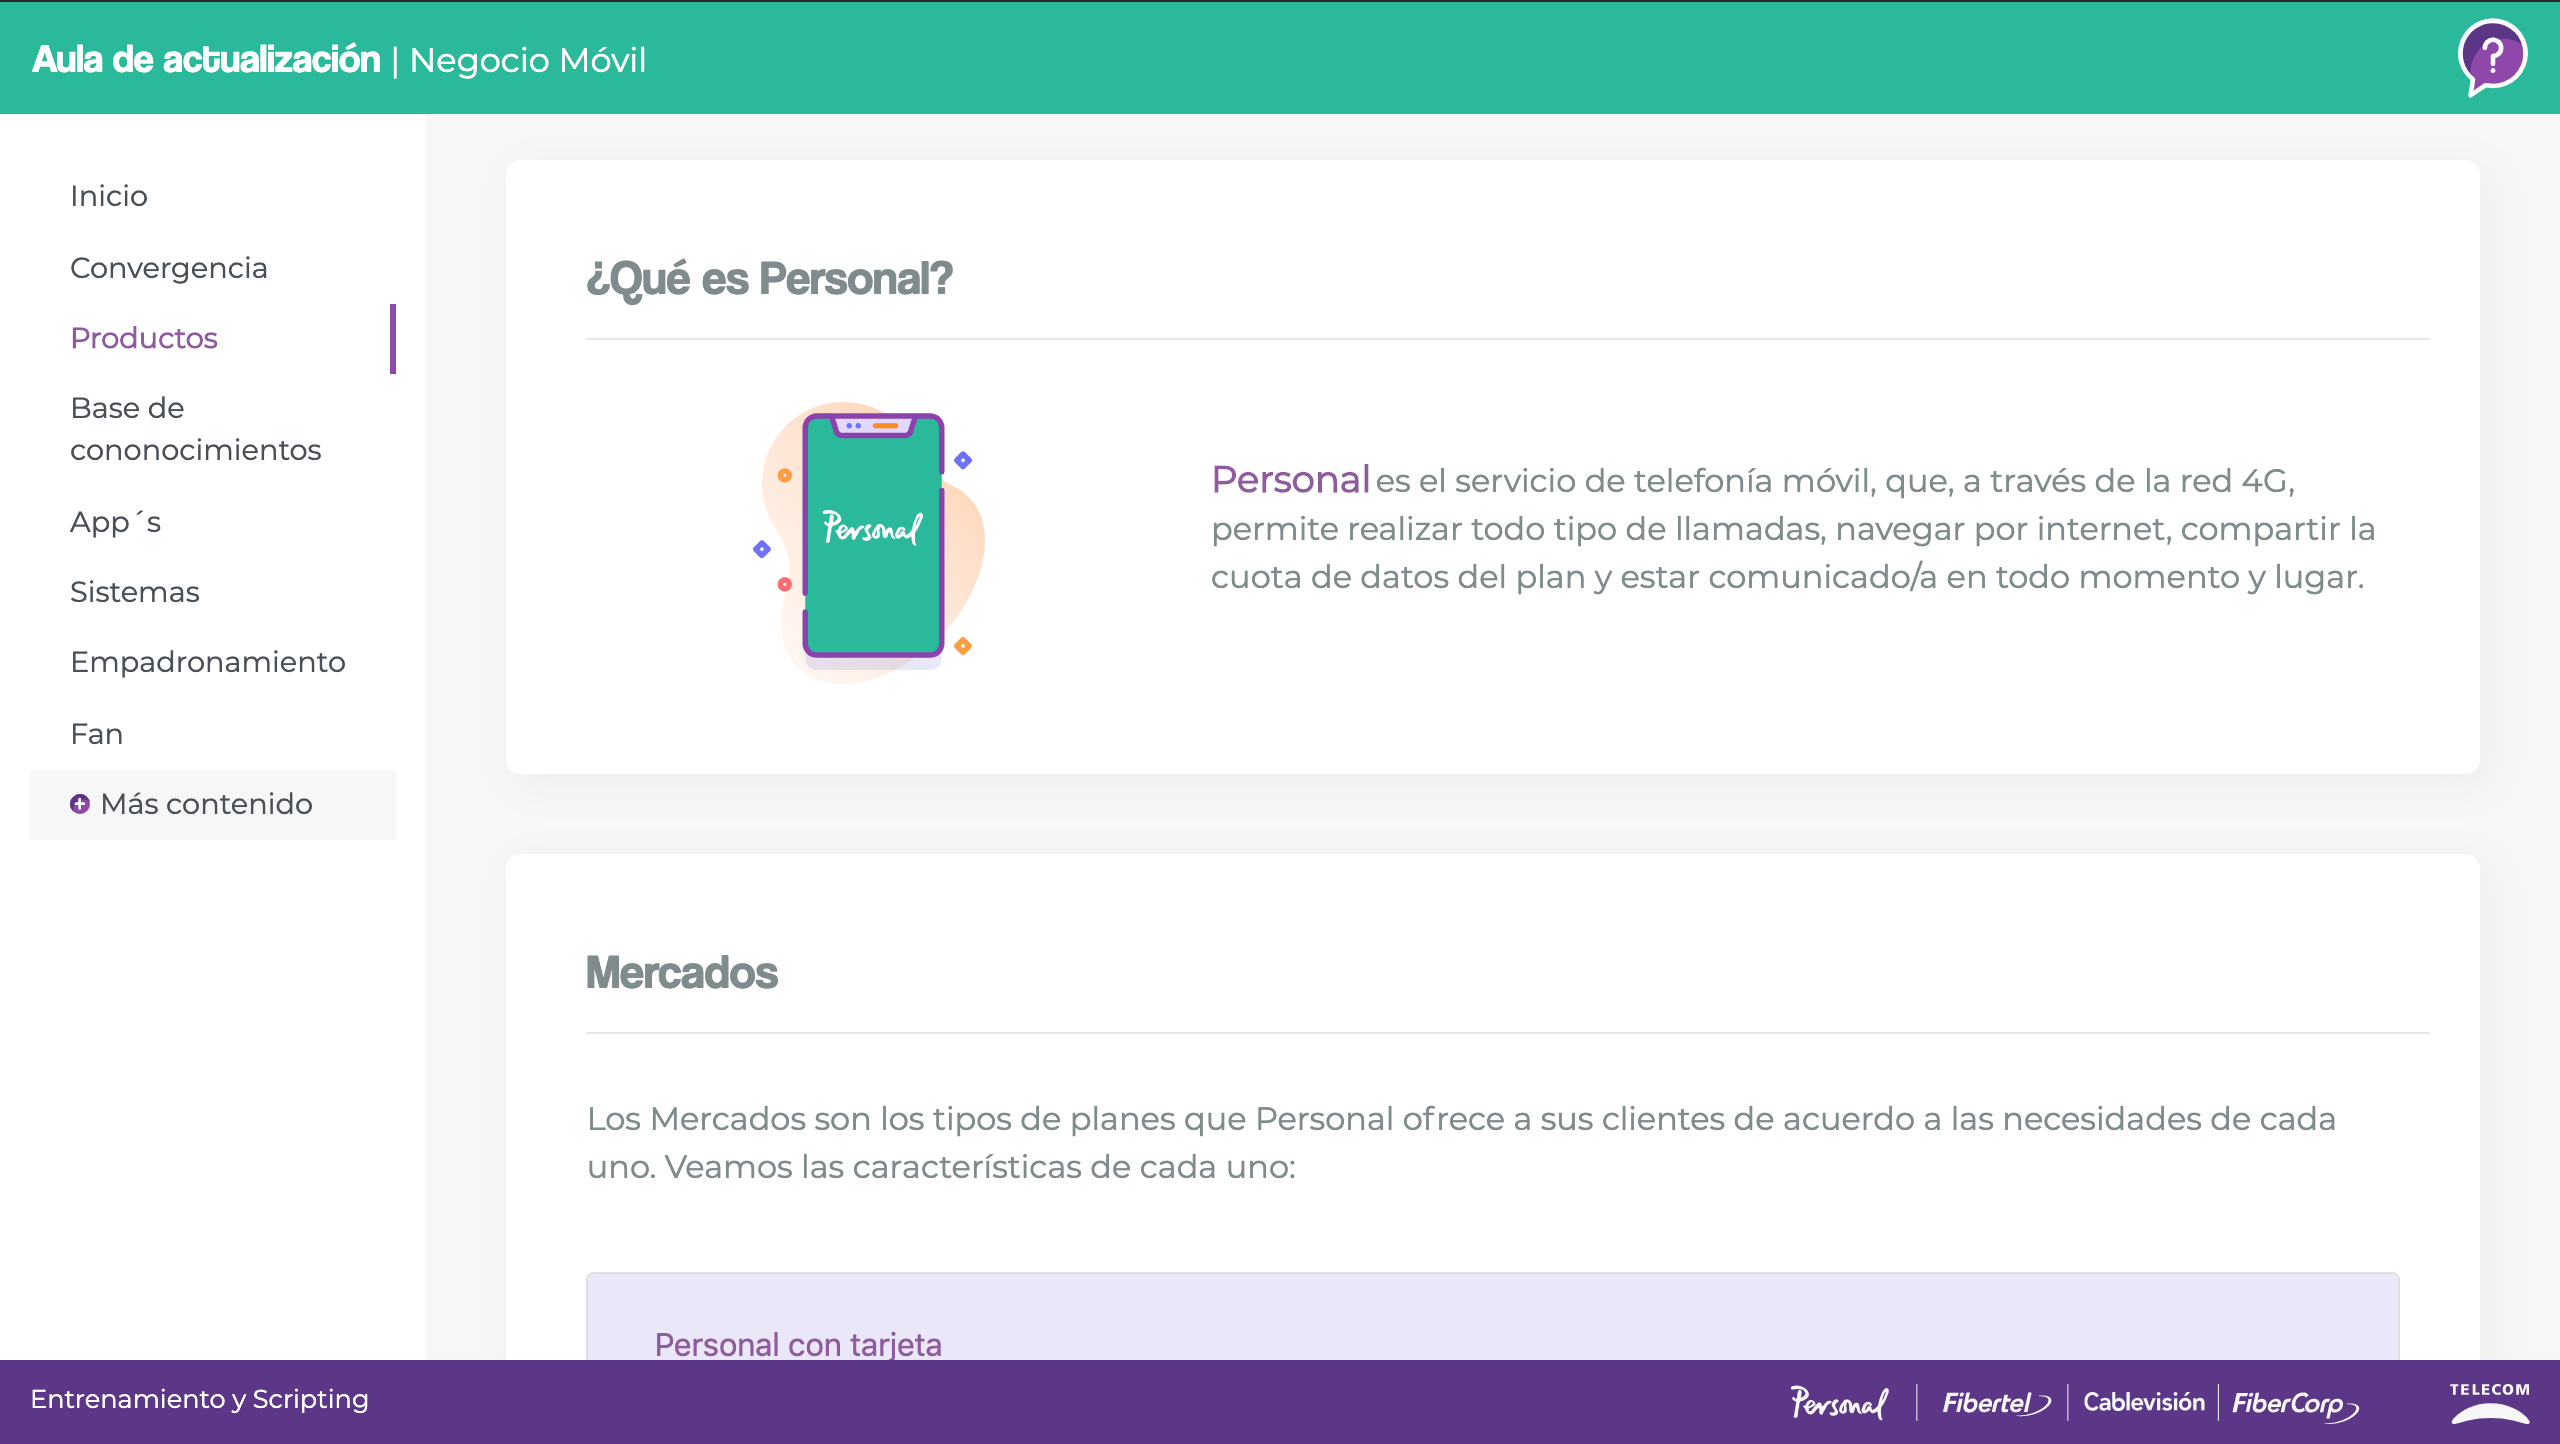 Aula de actualización | Negocio Móvil
?
Inicio
Convergencia
Productos
Base de
cononocimientos
App´s
Sistemas
Empadronamiento
Fan
Más contenido
¿Qué es Personal?
Personal
Personal es el servicio de telefonía móvil, que, a través de la red 4G,
permite realizar todo tipo de llamadas, navegar por internet, compartir la
cuota de datos del plan y estar comunicado/a en todo momento y lugar.
Mercados
Los Mercados son los tipos de planes que Personal ofrece a sus clientes de acuerdo a las necesidades de cada
uno. Veamos las características de cada uno:
Personal con tarjeta
Entrenamiento y Scripting
Personal | Fibertel | Cablevisión | FiberCorp
TELECOM